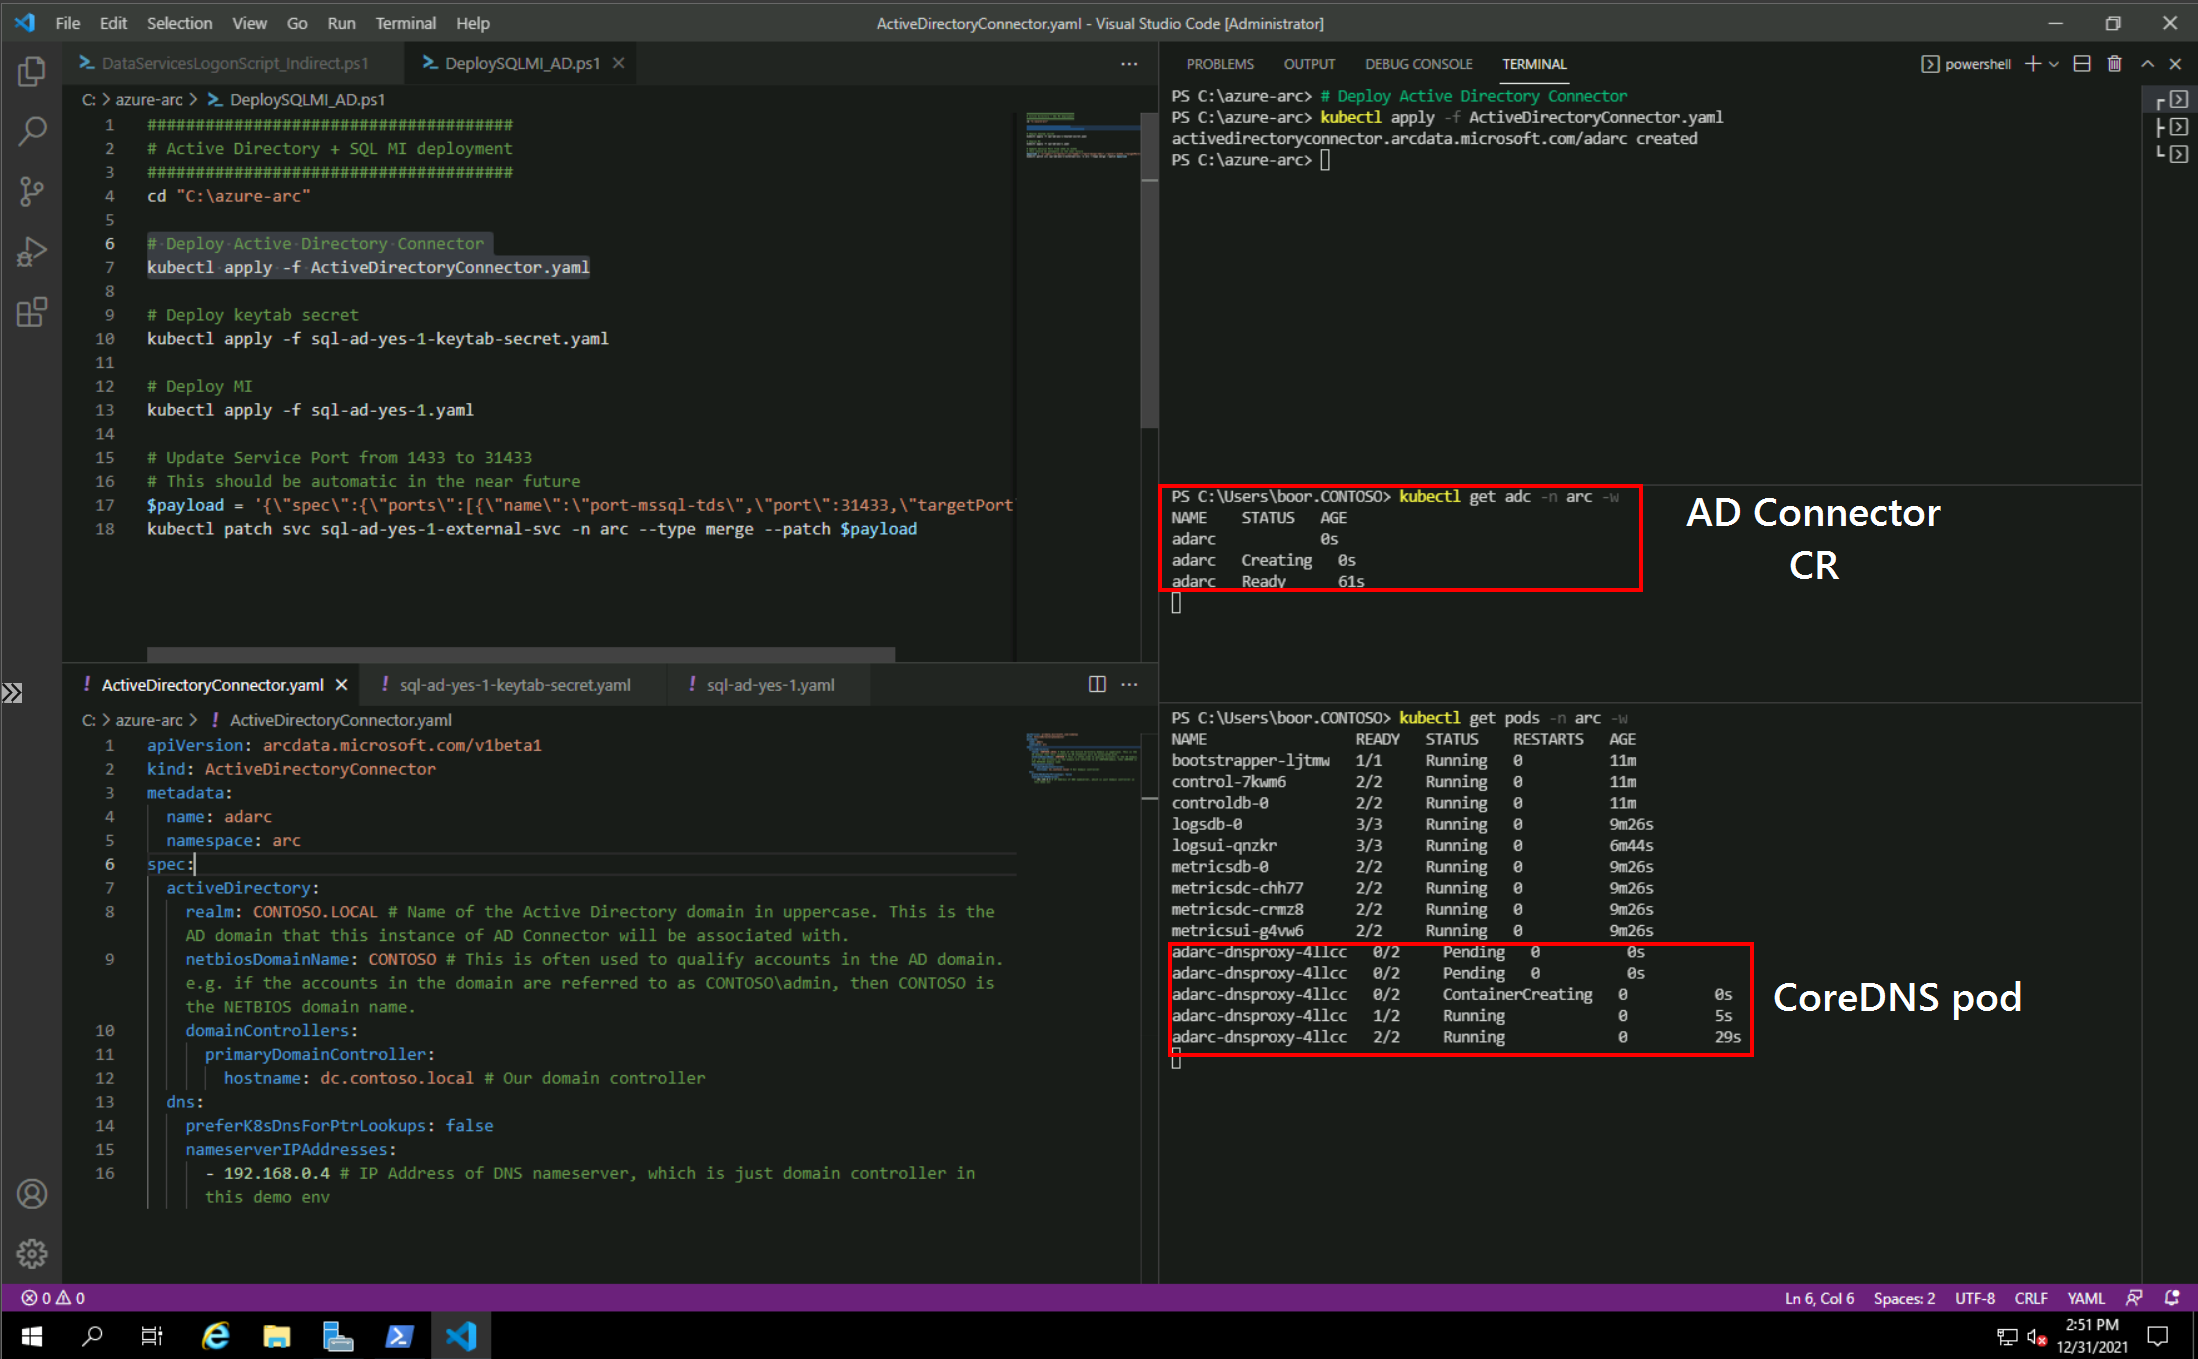 File Edit Selection View Go Run Terminal Help
ActiveDirectoryConnector.yaml - Visual Studio Code [Administrator]
DataServicesLogonScript_Indirect.ps1
DeploySQLMI_AD.ps1
C: > azure-arc > DeploySQLMI_AD.ps1
1 ######################################
2 # Active Directory + SQL MI deployment
3 ######################################
4 cd "C:\azure-arc"
5
6 # Deploy Active Directory Connector
7 kubectl apply -f ActiveDirectoryConnector.yaml
8
9 # Deploy keytab secret
10 kubectl apply -f sql-ad-yes-1-keytab-secret.yaml
11
12 # Deploy MI
13 kubectl apply -f sql-ad-yes-1.yaml
14
15 # Update Service Port from 1433 to 31433
16 # This should be automatic in the near future
17 $payload = '{\"spec\":{\"ports\":[{\"name\":\"port-mssql-tds\",\"port\":31433,\"targetPort
18 kubectl patch svc sql-ad-yes-1-external-svc -n arc --type merge --patch $payload
ActiveDirectoryConnector.yaml
sql-ad-yes-1-keytab-secret.yaml
sql-ad-yes-1.yaml
C: > azure-arc > ActiveDirectoryConnector.yaml
1 apiVersion: arcdata.microsoft.com/v1beta1
2 kind: ActiveDirectoryConnector
3 metadata:
4 name: adarc
5 namespace: arc
6 spec:
7 activeDirectory:
8 realm: CONTOSO.LOCAL # Name of the Active Directory domain in uppercase. This is the
AD domain that this instance of AD Connector will be associated with.
9 netbiosDomainName: CONTOSO # This is often used to qualify accounts in the AD domain.
e.g. if the accounts in the domain are referred to as CONTOSO\admin, then CONTOSO is
the NETBIOS domain name.
10 domainControllers:
11 primaryDomainController:
12 hostname: dc.contoso.local # Our domain controller
13 dns:
14 preferK8sDnsForPtrLookups: false
15 nameserverIPAddresses:
16 - 192.168.0.4 # IP Address of DNS nameserver, which is just domain controller in
this demo env
PROBLEMS OUTPUT DEBUG CONSOLE TERMINAL
powershell
PS C:\azure-arc> # Deploy Active Directory Connector
PS C:\azure-arc> kubectl apply -f ActiveDirectoryConnector.yaml
activedirectoryconnector.arcdata.microsoft.com/adarc created
PS C:\azure-arc>
PS C:\Users\boor.CONTOSO> kubectl get adc -n arc -w
NAME STATUS AGE
adarc 0s
adarc Creating 0s
adarc Ready 61s
AD Connector
CR
PS C:\Users\boor.CONTOSO> kubectl get pods -n arc -w
NAME READY STATUS RESTARTS AGE
bootstrapper-ljtmw 1/1 Running 0 11m
control-7kwm6 2/2 Running 0 11m
controldb-0 2/2 Running 0 11m
logsdb-0 3/3 Running 0 9m26s
logsui-qnzkr 3/3 Running 0 6m44s
metricsdb-0 2/2 Running 0 9m26s
metricsdc-chh77 2/2 Running 0 9m26s
metricsdc-crmz8 2/2 Running 0 9m26s
metricsui-g4vw6 2/2 Running 0 9m26s
adarc-dnsproxy-4llcc 0/2 Pending 0 0s
adarc-dnsproxy-4llcc 0/2 Pending 0 0s
adarc-dnsproxy-4llcc 0/2 ContainerCreating 0 0s
adarc-dnsproxy-4llcc 1/2 Running 0 5s
adarc-dnsproxy-4llcc 2/2 Running 0 29s
CoreDNS pod
0 0
Ln 6, Col 6 Spaces: 2 UTF-8 CRLF YAML
2:51 PM
12/31/2021